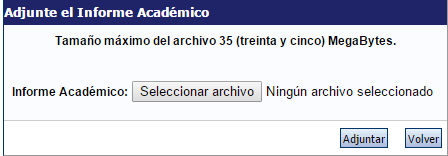 Adjunte el Informe Académico
Tamaño máximo del archivo 35 (treinta y cinco) MegaBytes.
Informe Académico: Seleccionar archivo Ningún archivo seleccionado
Adjuntar Volver